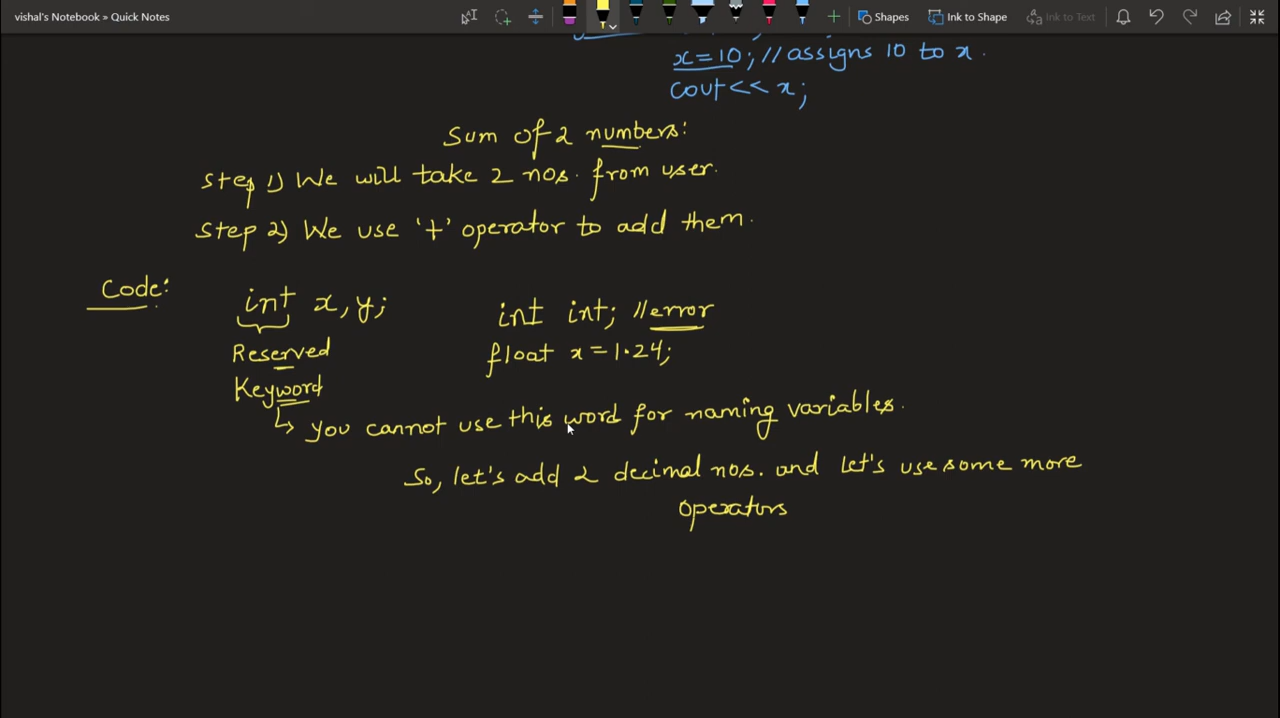 vishal's Notebook » Quick Notes
Shapes
Ink to Shape
Ink to Text
x=10; //assigns 10 to x.
cout<< x;
Sum of 2 numbers:
Step 1) We will take 2 nos. from user.
Step 2) We use '+' operator to add them.
Code:
int x, y;
int int; //error
Reserved
float x = 1.24;
Keyword
↳ you cannot use this word for naming variables.
So, let's add 2 decimal nos. and let's use some more
operators